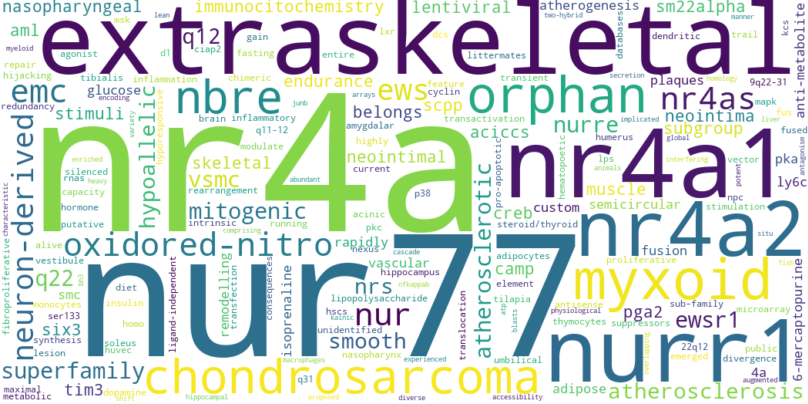 nasopharyngeal
immunocytochemistry
lentiviral
atherogenesis
sm22alpha
aml
msk
lean
two-hybrid
manner
extraskeletal
q12
myeloid
repair
hijacking
agonist
tibialis
inflammation
d1
ciap2
gain
fasting
chimeric
lxr
entire
dcs
littermates
databases
dendritic
trail
kcs
anti-metabolite
emc
glucose
redundancy
encoding
stimuli
variety
hypoallelic
hyporesponsive
nbre
endurance
ews
feature
cyclin
scpp
belongs
arrays
junb
brain
inflammatory
q11-12
modulate
amygdalar
highly
transient
orphan
transactivation
aciccs
nurre
secretion
homology
plaques
9q22-31
nr4as
neointima
mapk
liver
fus
fused
subgroup
implicated
global
humerus
antagonism
neuron-derived
nr4a
enriched
silenced
rnas
heavy
capacity
hormone
putative
skeletal
vsmc
rearrangement
mitogenic
intrinsic
abundant
neointimal
current
p38
running
comprising
acinic
pkc
pro-apoptotic
hematopoetic
nr4a1
lps
animals
interfering
vector
potent
pka
ly6c
muscle
npc
creb
custom
steroid/thyroid
semicircular
stimulation
situ
nr4a2
characteristic
fibroproliferative
alive
vestibule
oxidored-nitro
rapidly
nexus
cascade
vascular
hippocampus
atherosclerotic
camp
adipocytes
element
fusion
proliferative
q22
bnl
smc
monocytes
ser133
six3
synthesis
lesion
huvec
soleus
diet
insulin
homo
nur77
ligand-independent
remodelling
transfection
consequences
isoprenaline
nrs
lipopolysaccharide
nur
hscs
nfkappab
kainic
unidentified
smooth
nasopharynx
macrophages
experienced
translocation
tilapia
atp
blasts
umbilical
physiological
myxoid
antisense
thymocytes
pga2
sub-family
suppressors
microarray
ewsr1
nurr1
overlapping
22q12
emerged
divergence
public
4a
augmented
6-mercaptopurine
superfamily
maximal
metabolic
tim3
dopamine
shift
chondrosarcoma
hippocampal
q31
proposed
diverse
accessibility
adipose
atherosclerosis